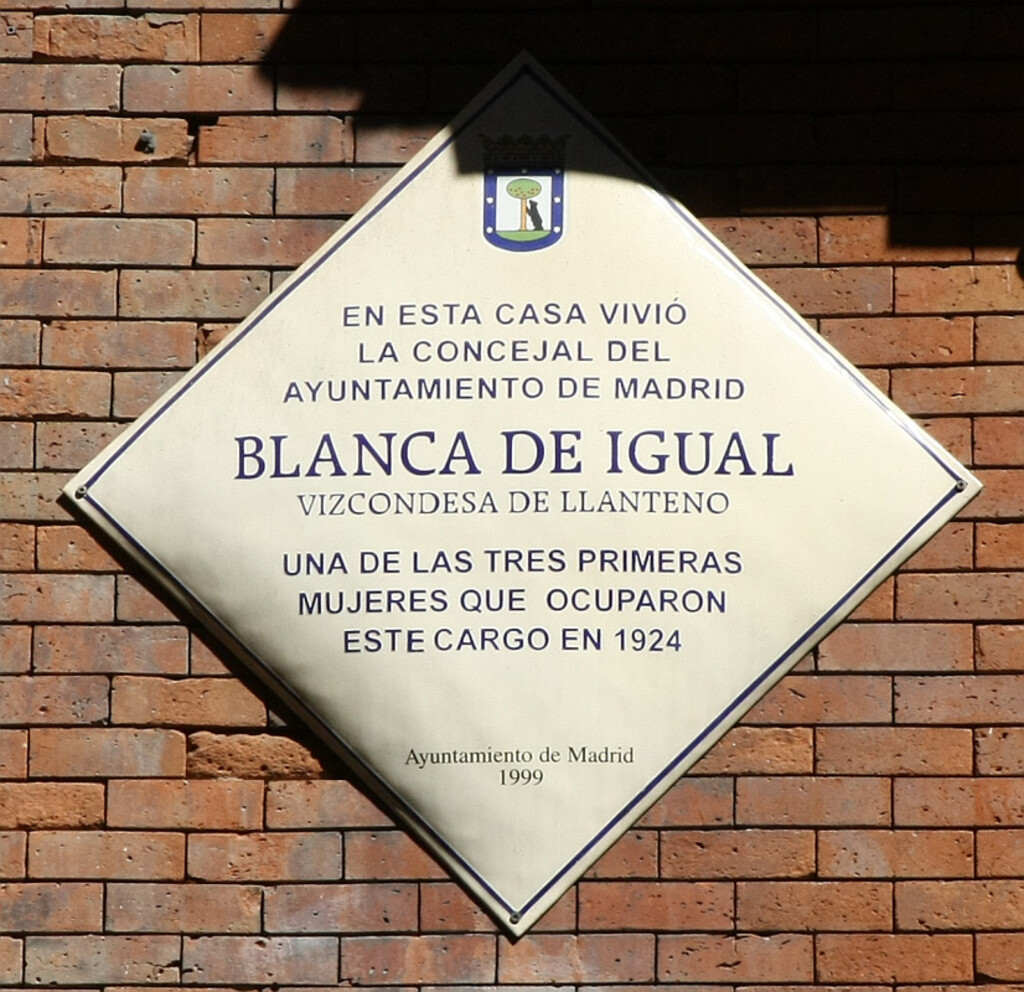 EN ESTA CASA VIVIÓ
LA CONCEJAL DEL
AYUNTAMIENTO DE MADRID
BLANCA DE IGUAL
VIZCONDESA DE LLANTENO
UNA DE LAS TRES PRIMERAS
MUJERES QUE OCUPARON
ESTE CARGO EN 1924
Ayuntamiento de Madrid
1999